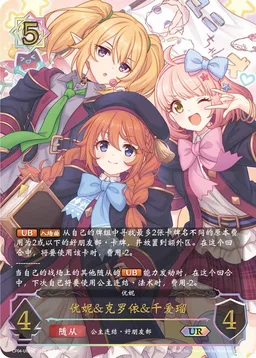 5
UB 入场曲 从自己的牌组中寻找最多2张卡牌名不同的原本费
用为2或以下的好朋友部·卡牌,并放置到额外区。在这个回
合中,将要使用该卡时,费用-2。
当自己的战场上的其他随从的 UB 能力发动时,在这个回合
中,下次自己将要使用公主连结·法术时,费用-2。
优妮
优妮&克罗依&千爱瑠
4
随从 公主连结·好朋友部 UR
4